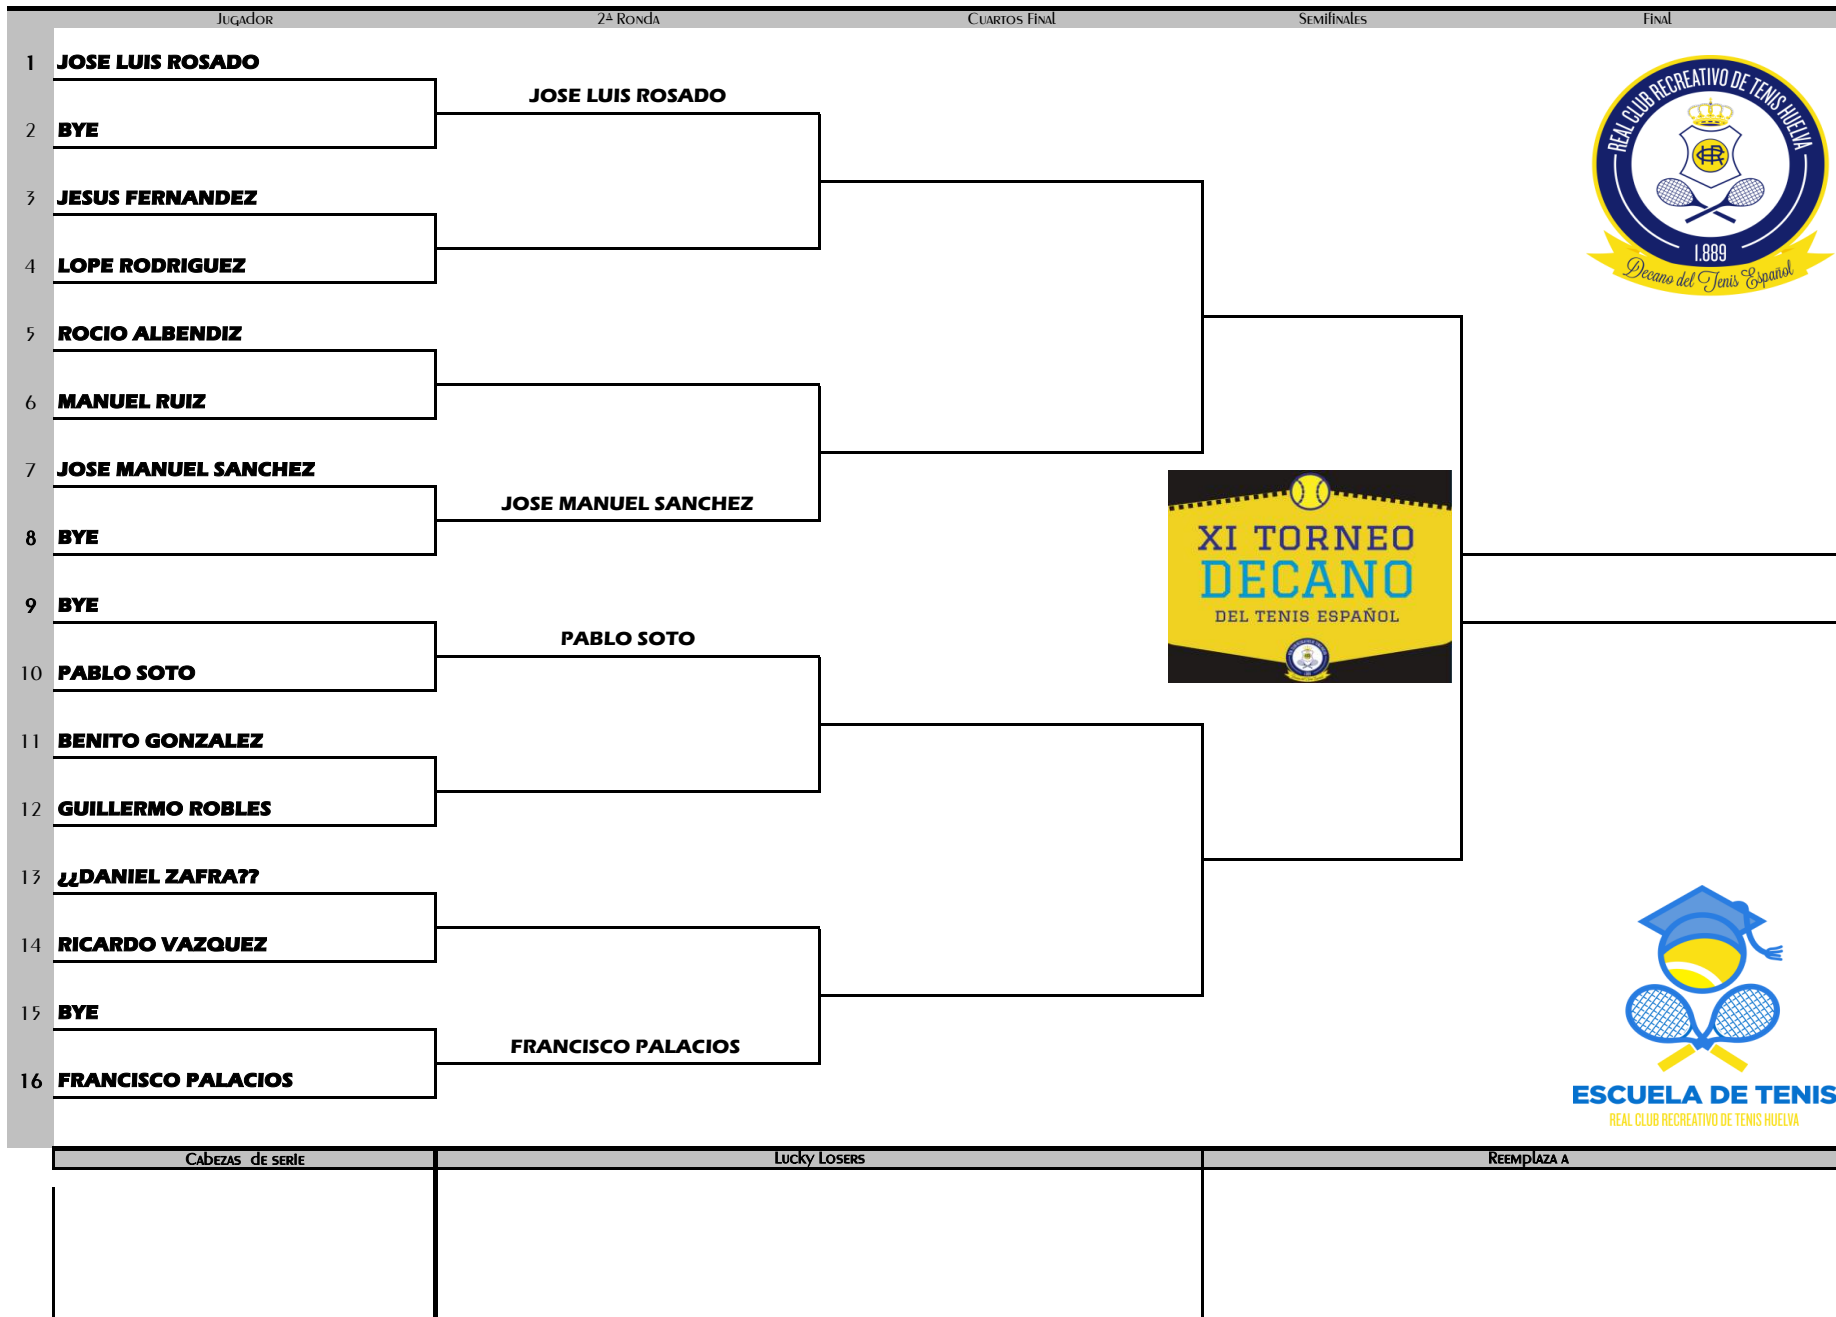 Jugador 2ª Ronda Cuartos Final Semifinales Final
1 JOSE LUIS ROSADO
JOSE LUIS ROSADO
2 BYE
3 JESUS FERNANDEZ
4 LOPE RODRIGUEZ
5 ROCIO ALBENDIZ
6 MANUEL RUIZ
7 JOSE MANUEL SANCHEZ
JOSE MANUEL SANCHEZ
8 BYE
9 BYE
PABLO SOTO
10 PABLO SOTO
11 BENITO GONZALEZ
12 GUILLERMO ROBLES
13 ¿¿DANIEL ZAFRA??
14 RICARDO VAZQUEZ
15 BYE
FRANCISCO PALACIOS
16 FRANCISCO PALACIOS
REAL CLUB RECREATIVO DE TENIS HUELVA
1.889
Decano del Tenis Español
XI TORNEO
DECANO
DEL TENIS ESPAÑOL
ESCUELA DE TENIS
REAL CLUB RECREATIVO DE TENIS HUELVA
Cabezas de serie Lucky Losers Reemplaza a